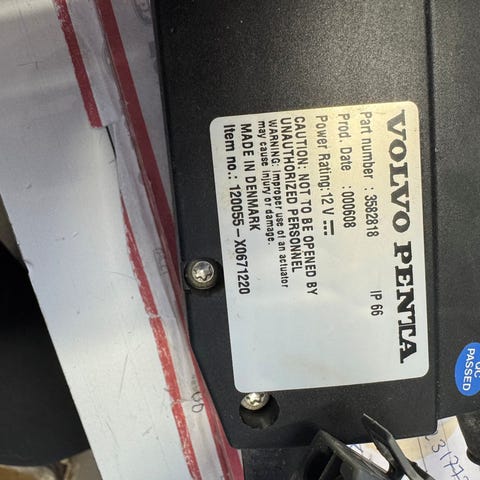 VOLVO PENTA
Part number : 3582818 IP 66
Prod. Date : 000608
Power Rating: 12 V
CAUTION: NOT TO BE OPENED BY
UNAUTHORIZED PERSONNEL
WARNING: Improper use of an actuator
may cause injury or damage.
MADE IN DENMARK
Item no.: 120055-X0671220
QC
PASSED